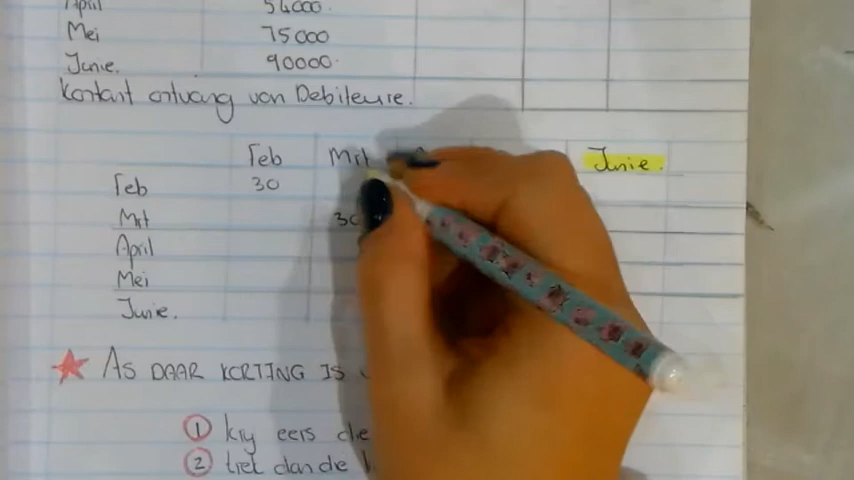 April 54000
Mei 75000
Junie. 90000.
Kontant ontvang van Debiteure.
Feb Mrt Junie.
Feb 30
Mrt 30
April
Mei
Junie.
AS DAAR KORTING IS
1 kry eers die
2 trek dan die